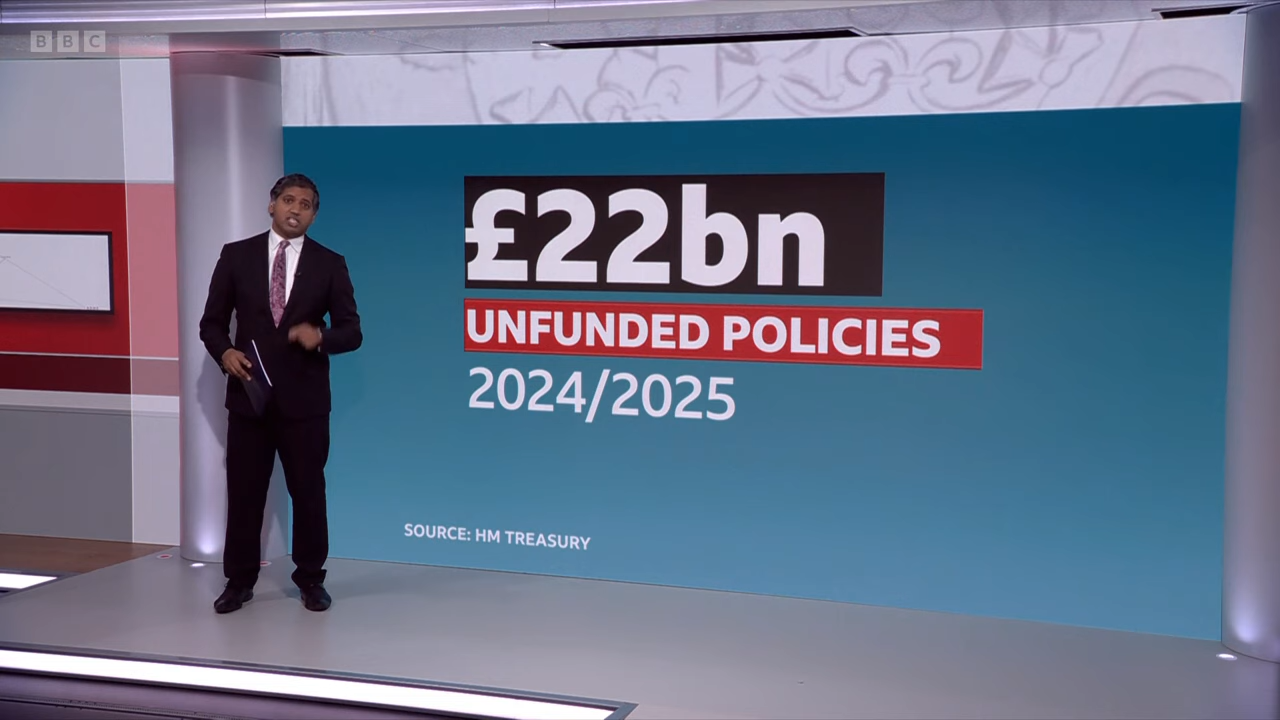 BBC
£22bn
UNFUNDED POLICIES
2024/2025
SOURCE: HM TREASURY